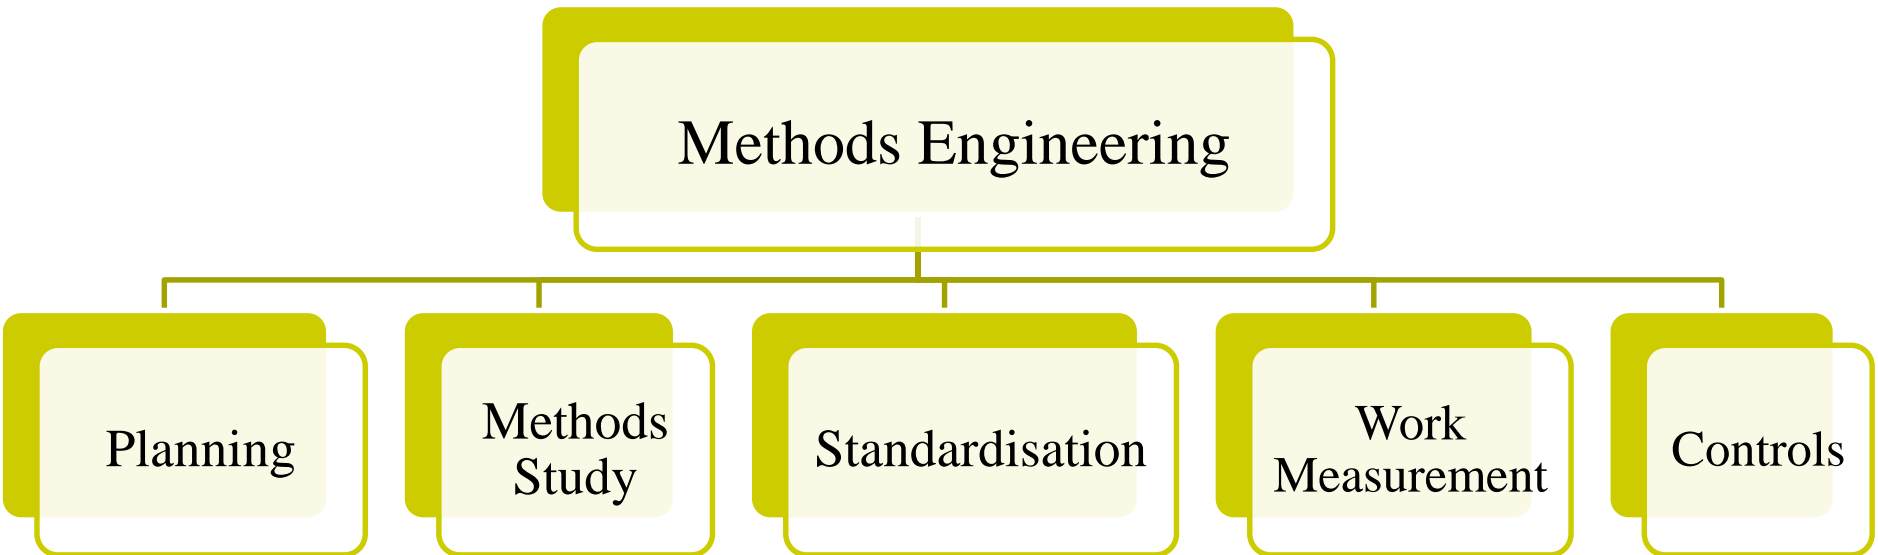 Methods Engineering
Planning
Methods
Study
Standardisation
Work
Measurement
Controls